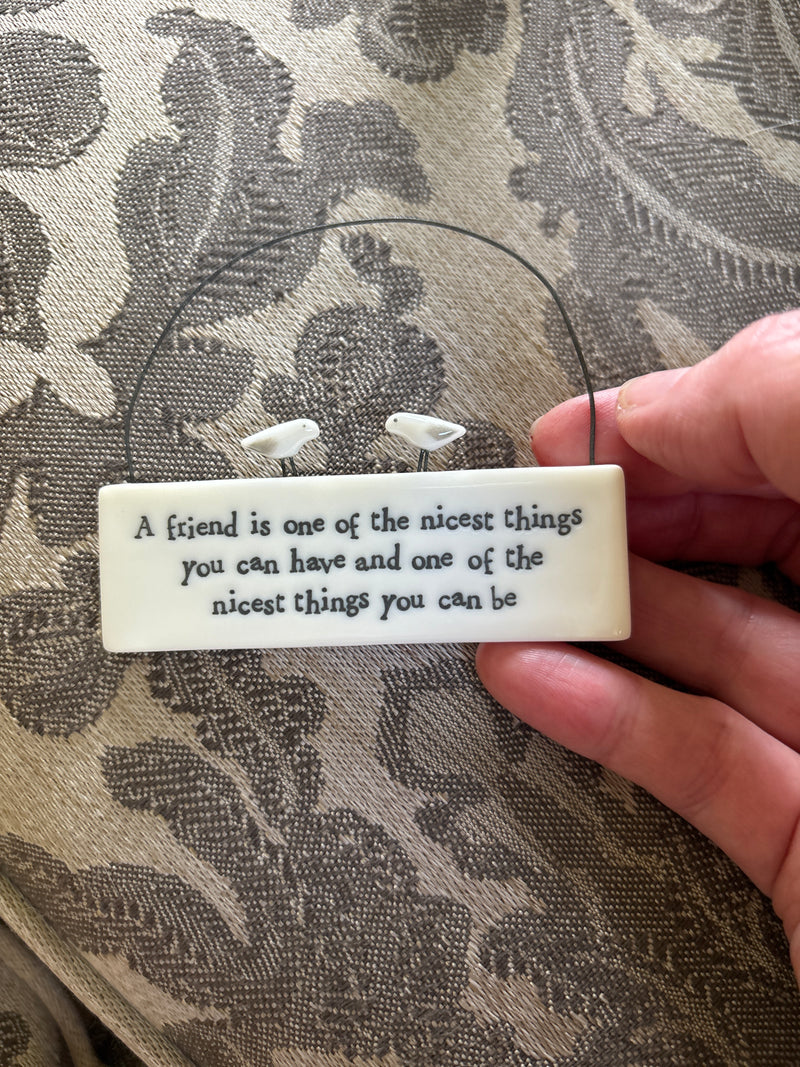 A friend is one of the nicest things
you can have and one of the
nicest things you can be